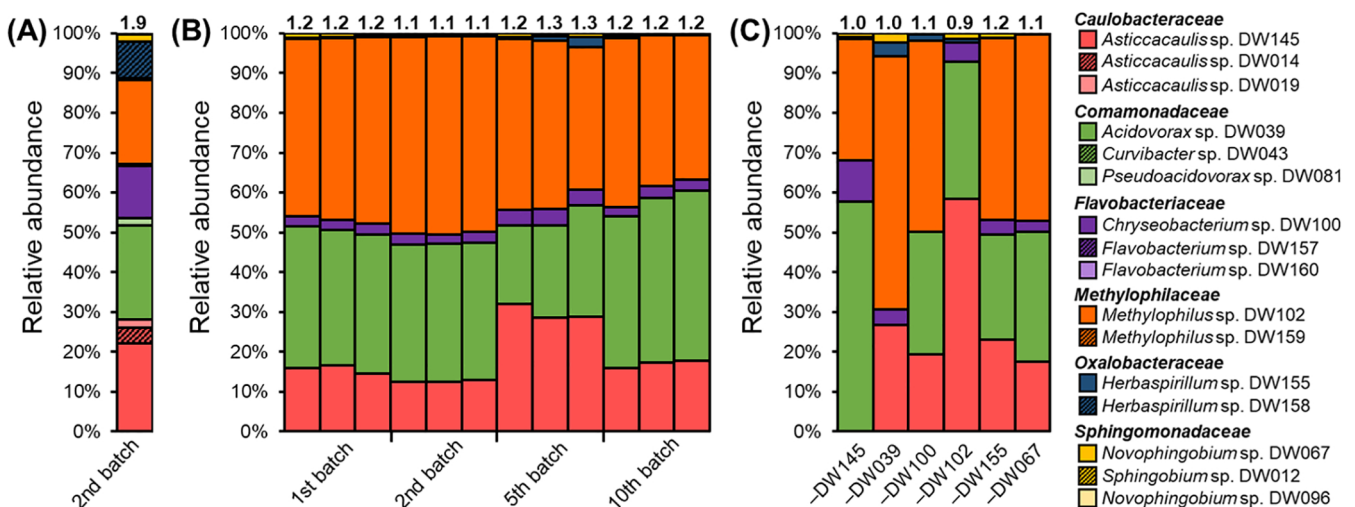 (A)
1.9
Relative abundance
100%
90%
80%
70%
60%
50%
40%
30%
20%
10%
0%
2nd batch
(B)
1.2 1.2 1.2 1.1 1.1 1.1 1.2 1.3 1.3 1.2 1.2 1.2
Relative abundance
100%
90%
80%
70%
60%
50%
40%
30%
20%
10%
0%
1st batch
2nd batch
5th batch
10th batch
(C)
1.0 1.0 1.1 0.9 1.2 1.1
Relative abundance
100%
90%
80%
70%
60%
50%
40%
30%
20%
10%
0%
–DW145
–DW039
–DW100
–DW102
–DW155
–DW067
Caulobacteraceae
Asticcacaulis sp. DW145
Asticcacaulis sp. DW014
Asticcacaulis sp. DW019
Comamonadaceae
Acidovorax sp. DW039
Curvibacter sp. DW043
Pseudoacidovorax sp. DW081
Flavobacteriaceae
Chryseobacterium sp. DW100
Flavobacterium sp. DW157
Flavobacterium sp. DW160
Methylophilaceae
Methylophilus sp. DW102
Methylophilus sp. DW159
Oxalobacteraceae
Herbaspirillum sp. DW155
Herbaspirillum sp. DW158
Sphingomonadaceae
Novophingobium sp. DW067
Sphingobium sp. DW012
Novophingobium sp. DW096